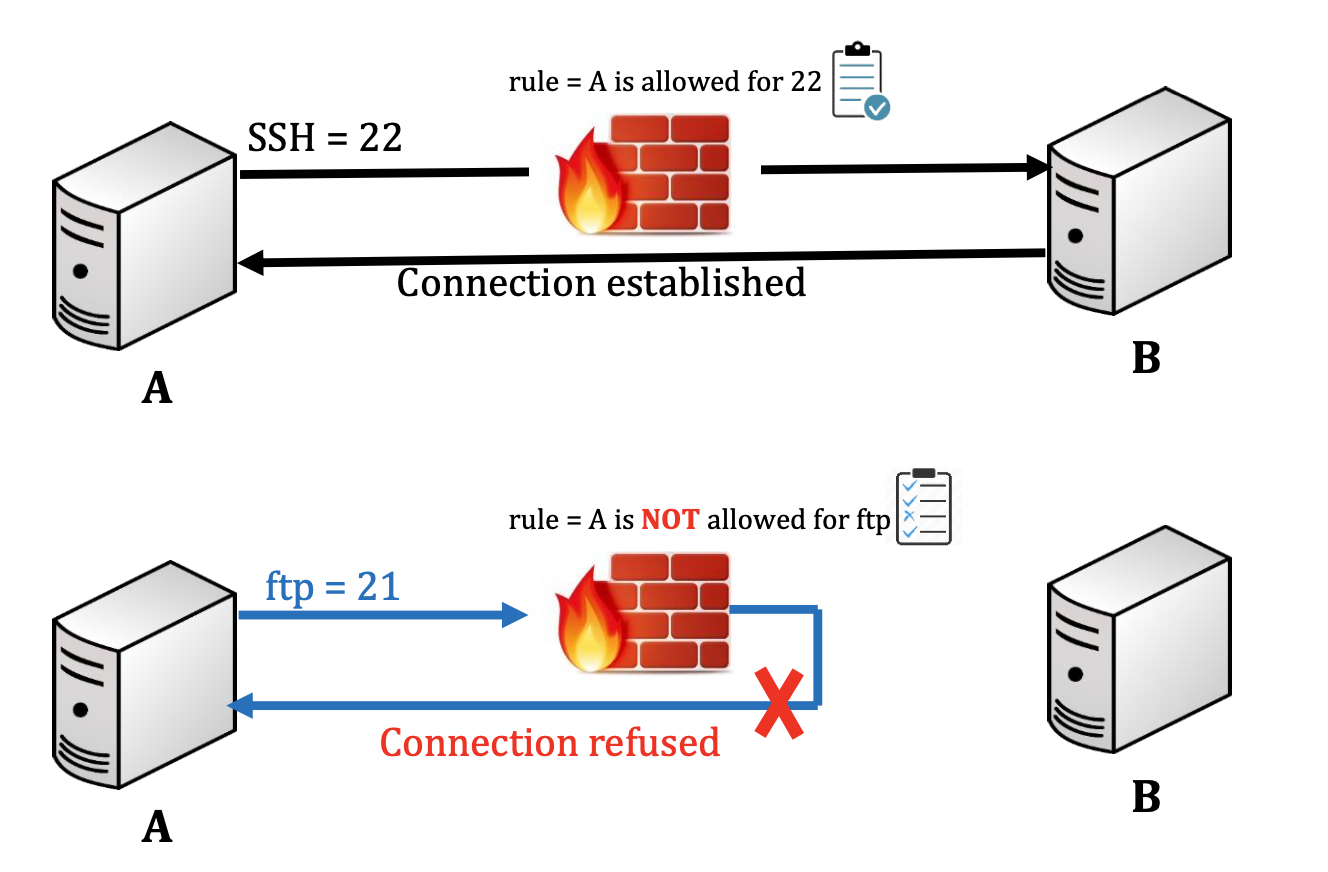 rule = A is allowed for 22
SSH = 22
Connection established
A
B
rule = A is NOT allowed for ftp
ftp = 21
Connection refused
A
B